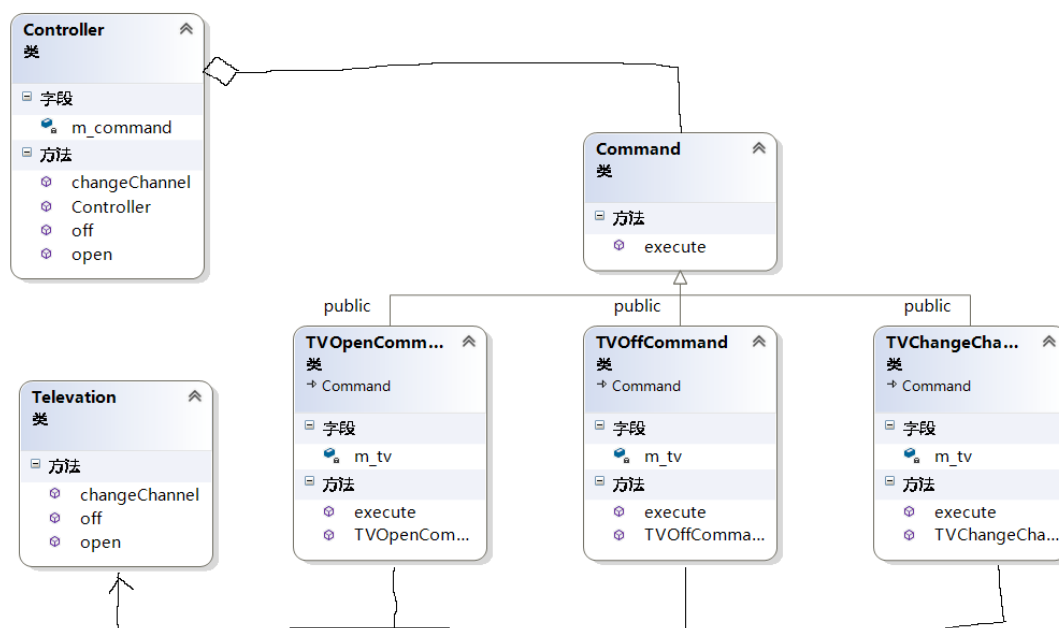 Controller
类
字段
m_command
方法
changeChannel
Controller
off
open
Command
类
方法
execute
public
public
public
TVOpenComm...
类
Command
字段
m_tv
方法
execute
TVOpenCom...
TVOffCommand
类
Command
字段
m_tv
方法
execute
TVOffComma...
TVChangeCha...
类
Command
字段
m_tv
方法
execute
TVChangeCha...
Televation
类
方法
changeChannel
off
open